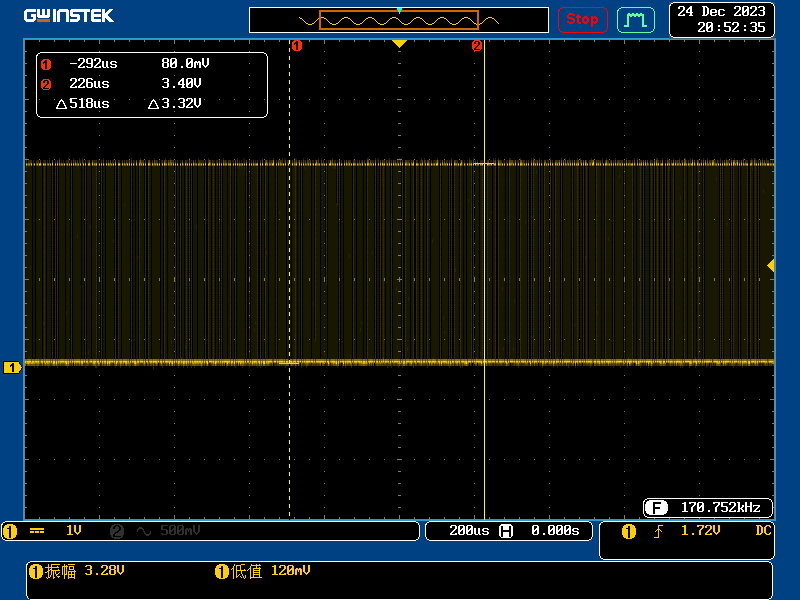 GWINSTEK
Stop
24 Dec 2023
20:52:35
1 2
1 -292us 80.0mV
2 226us 3.40V
△518us △3.32V
1
F 170.752kHz
1 1V 2 500mV
200us H 0.000s
1 1.72V DC
1振幅 3.28V
1低值 120mV